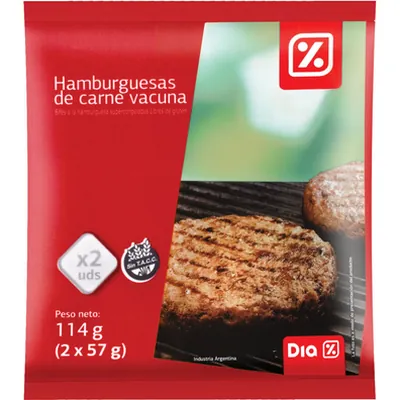 %
Hamburguesas
de carne vacuna
x2
uds
Sin T.A.C.C.
Peso neto:
114 g
(2 x 57 g)
Industria Argentina
Dia %